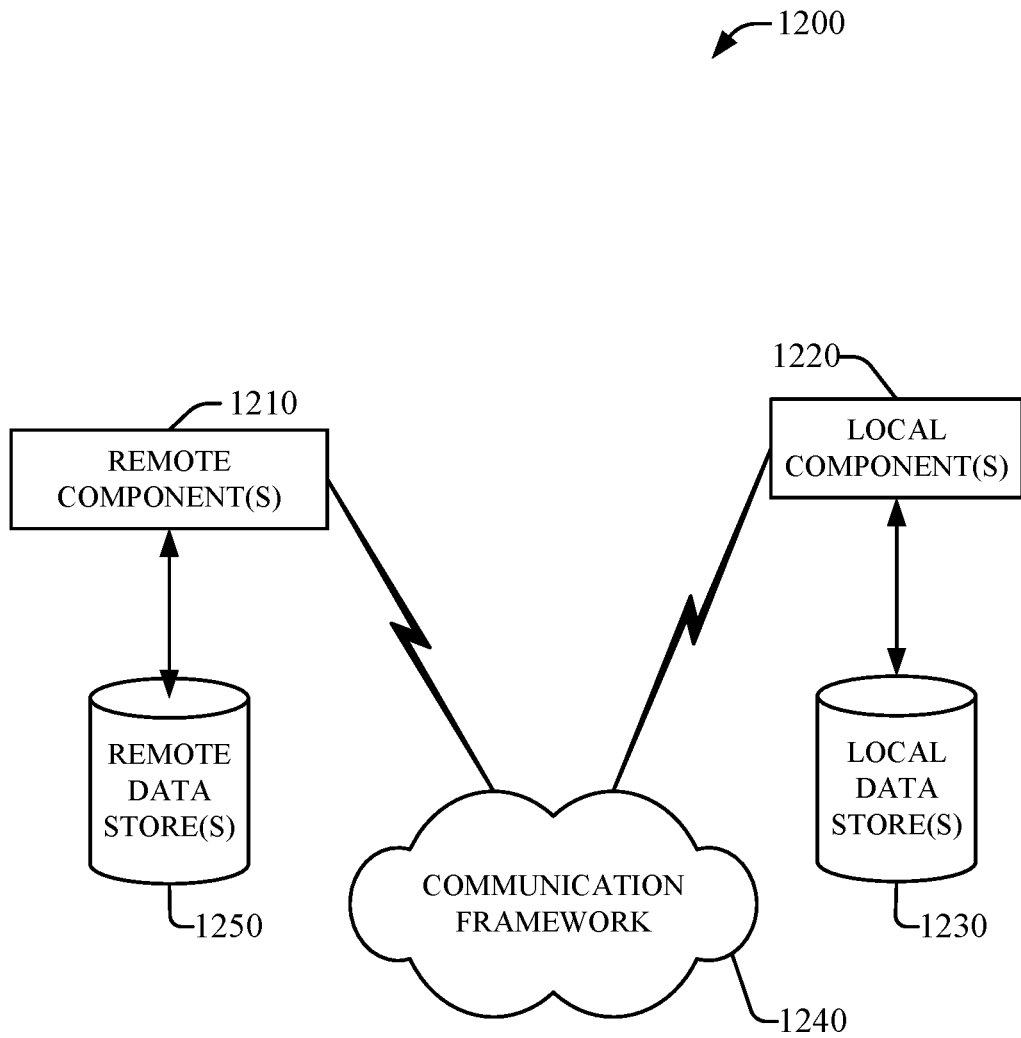 1200
1220
1210
LOCAL
COMPONENT(S)
REMOTE
COMPONENT(S)
REMOTE
DATA
STORE(S)
LOCAL
DATA
STORE(S)
COMMUNICATION
FRAMEWORK
1250
1230
1240